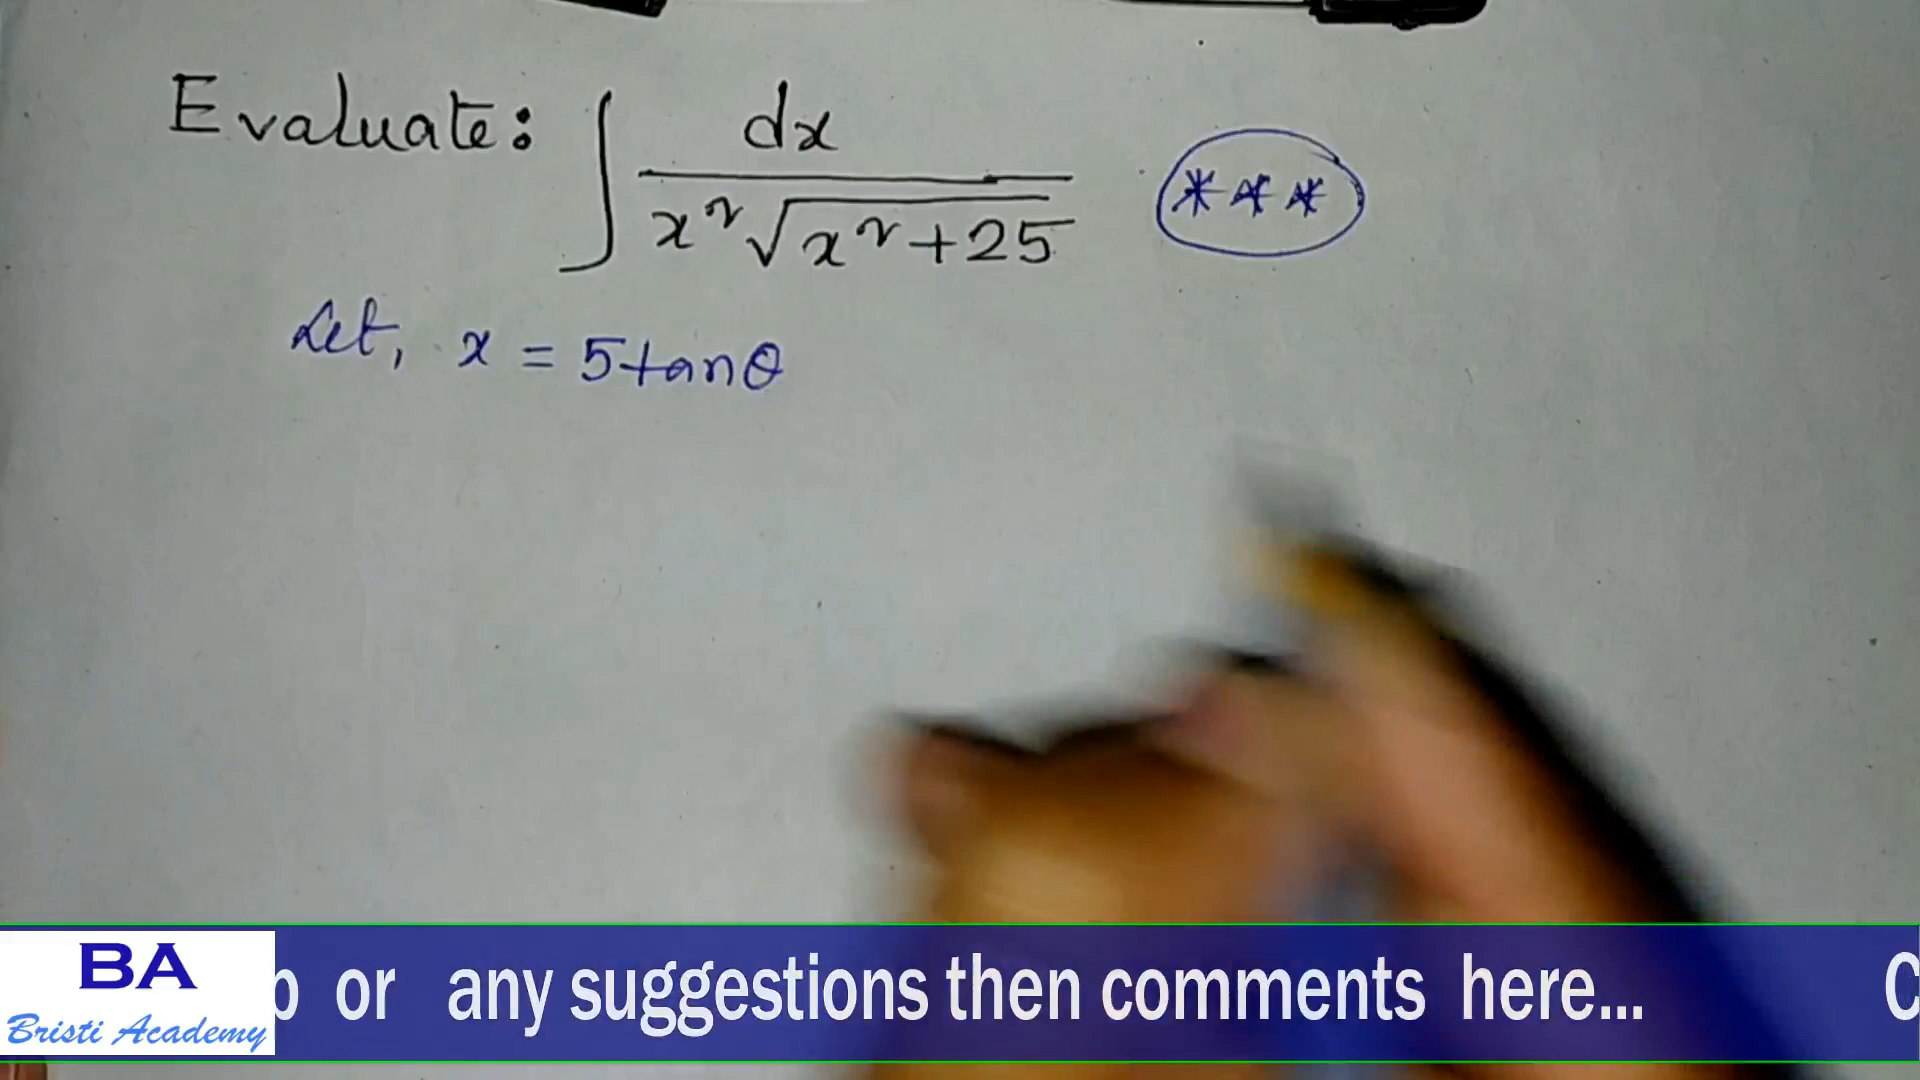 Evaluate: ∫ dx / x²√x²+25 ***
Let, x = 5tanθ
BA
Bristi Academy
or any suggestions then comments here...